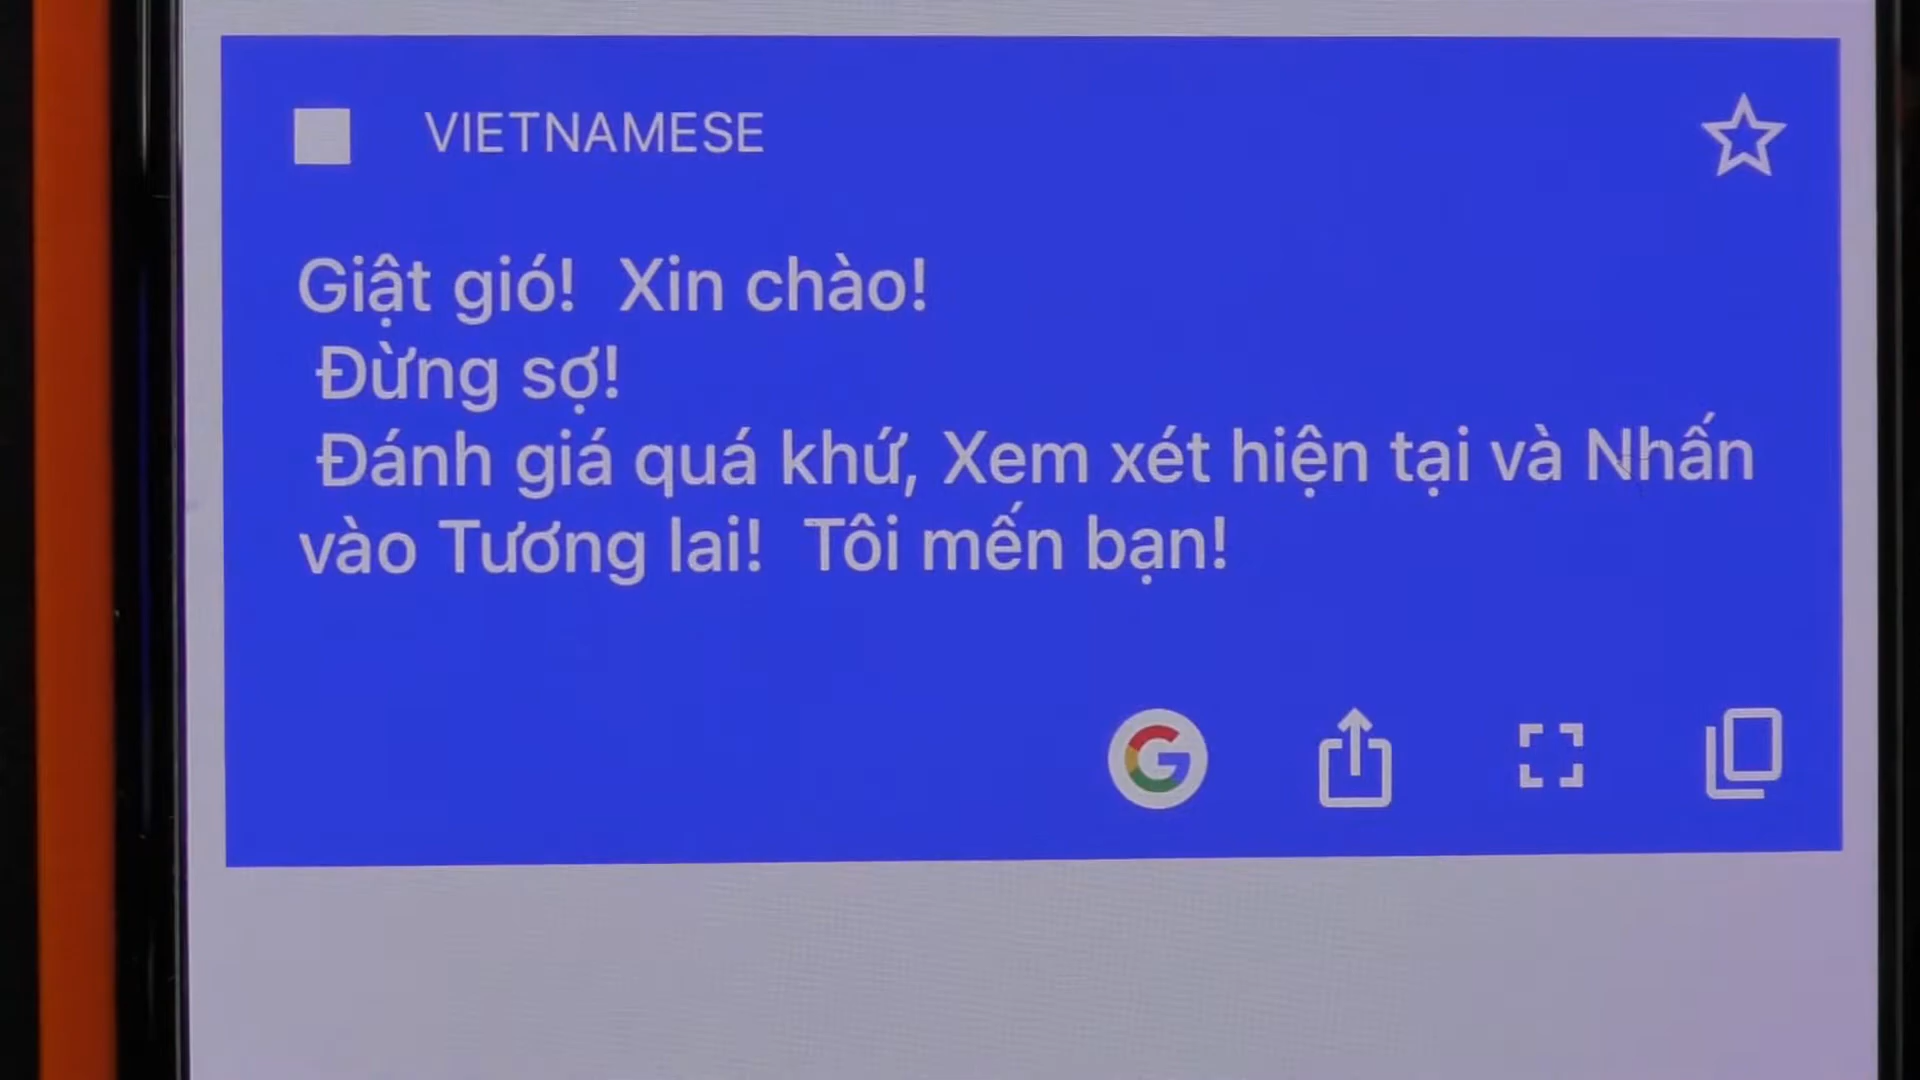 VIETNAMESE
Giật gió! Xin chào!
Đừng sợ!
Đánh giá quá khứ, Xem xét hiện tại và Nhấn
vào Tương lai! Tôi mến bạn!